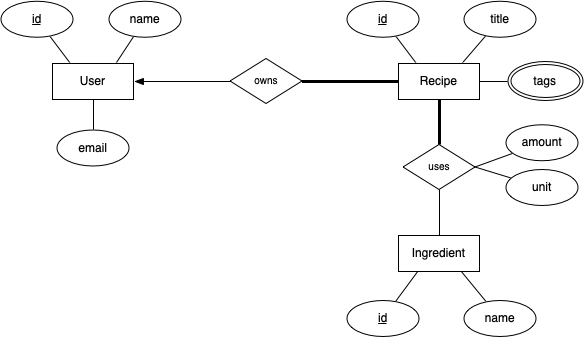 id
name
id
title
User
owns
Recipe
tags
email
amount
uses
unit
Ingredient
id
name